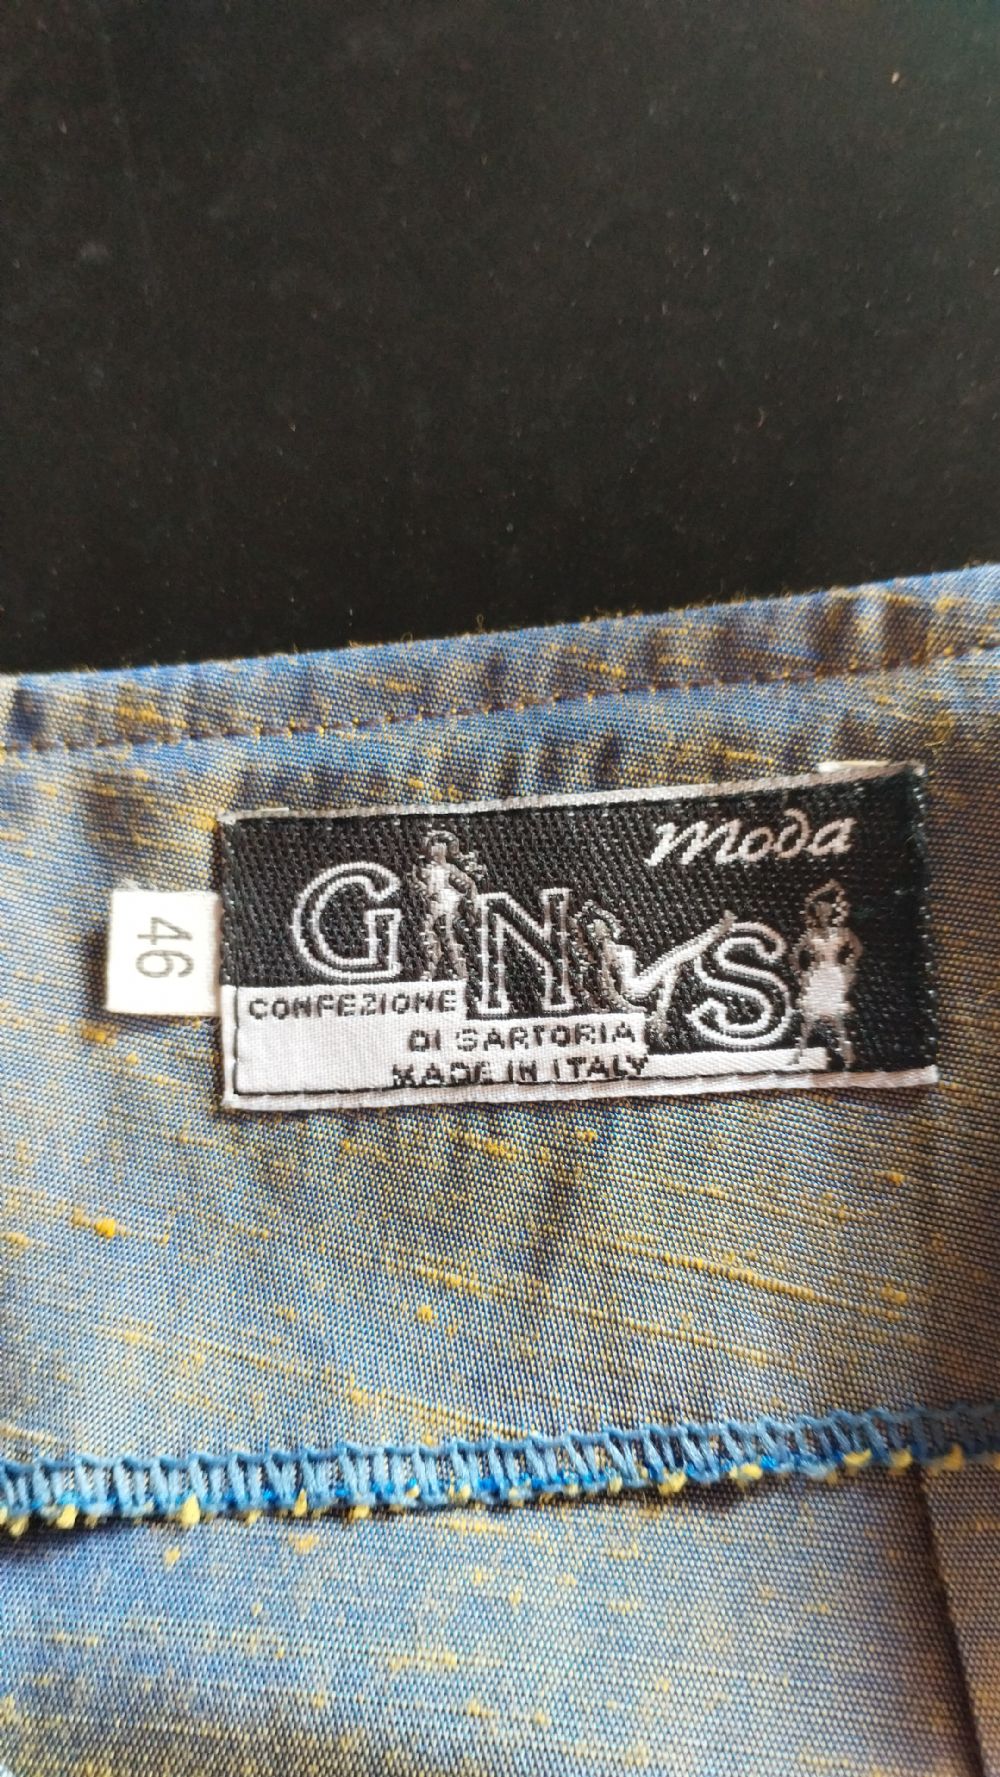 moda
GINUS
CONFEZIONE
DI SARTORIA
MADE IN ITALY
46